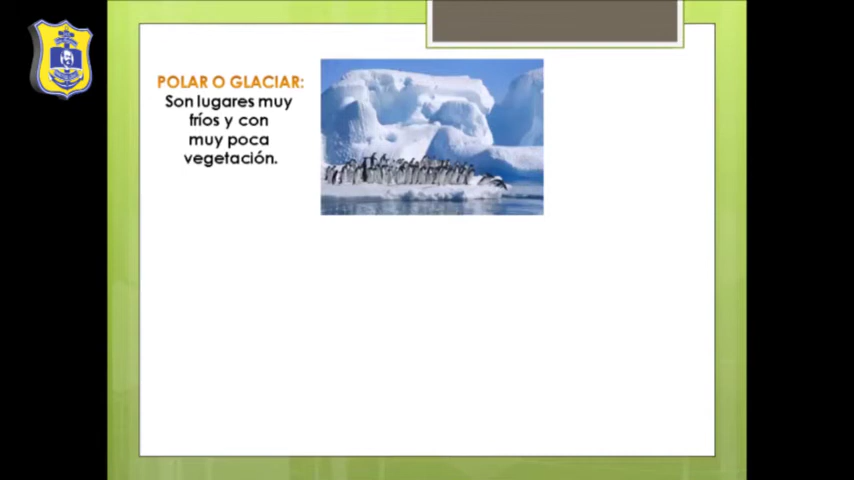 POLAR O GLACIAR:
Son lugares muy
fríos y con
muy poca
vegetación.